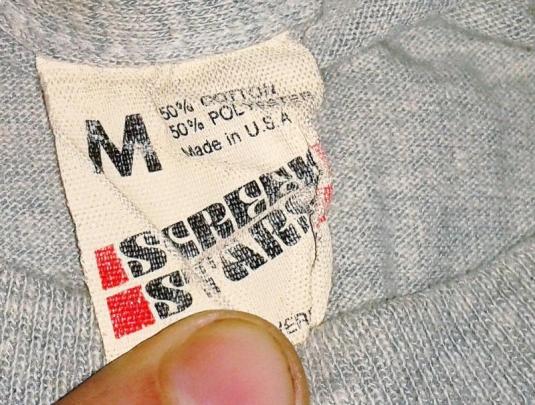 M
50% COTTON
50% POLYESTER
Made in U.S.A
SCREEN
STARS